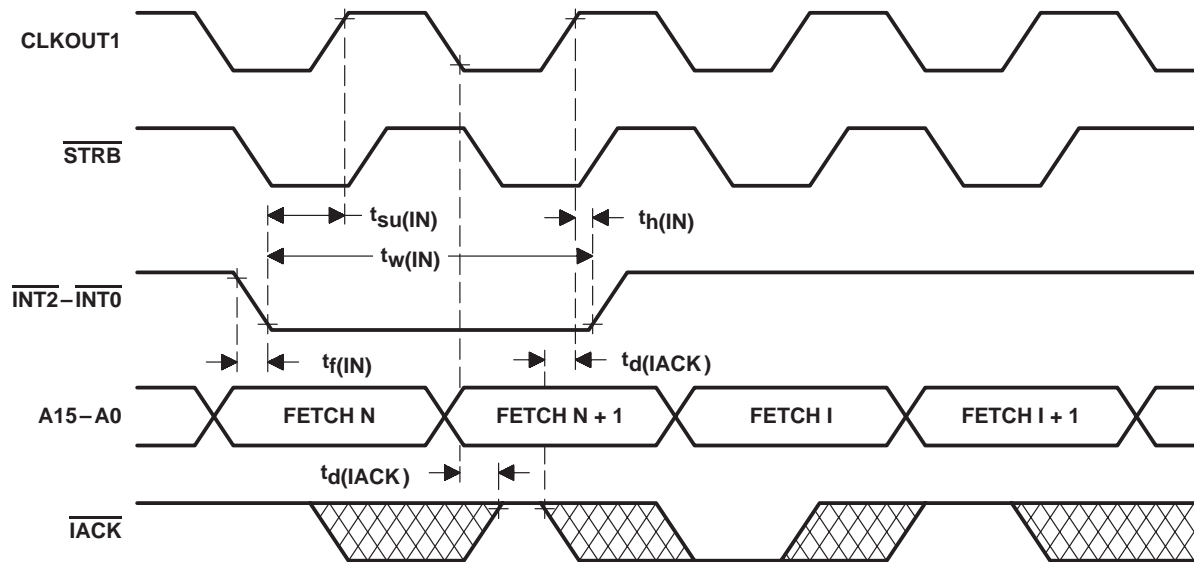 CLKOUT1
STRB
tsu(IN)
th(IN)
tw(IN)
INT2–INT0
tf(IN)
td(IACK)
A15–A0
FETCH N
FETCH N + 1
FETCH I
FETCH I + 1
td(IACK)
IACK